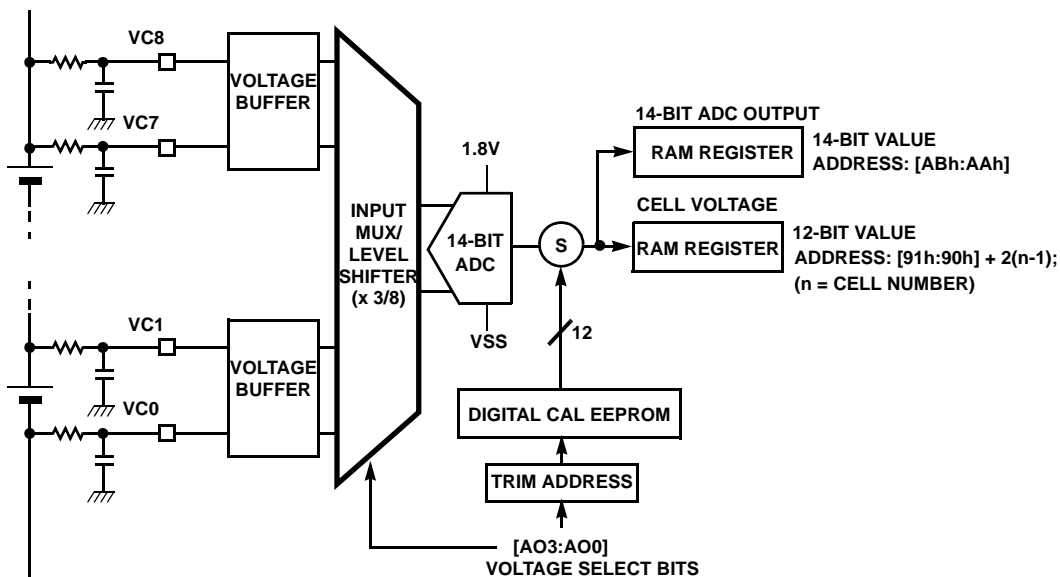 VC8
VOLTAGE
BUFFER
VC7
INPUT
MUX/
LEVEL
SHIFTER
(x 3/8)
1.8V
14-BIT
ADC
VSS
S
14-BIT ADC OUTPUT
RAM REGISTER
14-BIT VALUE
ADDRESS: [ABh:AAh]
CELL VOLTAGE
RAM REGISTER
12-BIT VALUE
ADDRESS: [91h:90h] + 2(n-1);
(n = CELL NUMBER)
VC1
VOLTAGE
BUFFER
VC0
12
DIGITAL CAL EEPROM
TRIM ADDRESS
[AO3:AO0]
VOLTAGE SELECT BITS